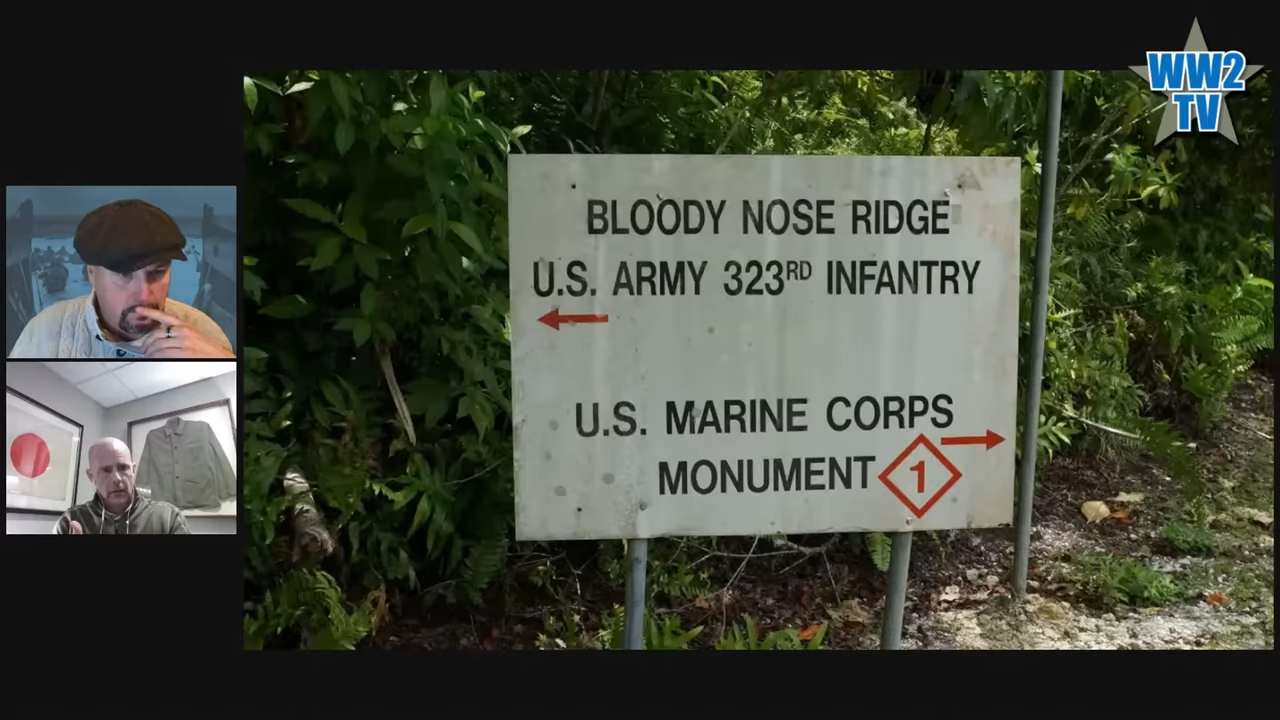 WW2
TV
BLOODY NOSE RIDGE
U.S. ARMY 323RD INFANTRY
U.S. MARINE CORPS
MONUMENT 1